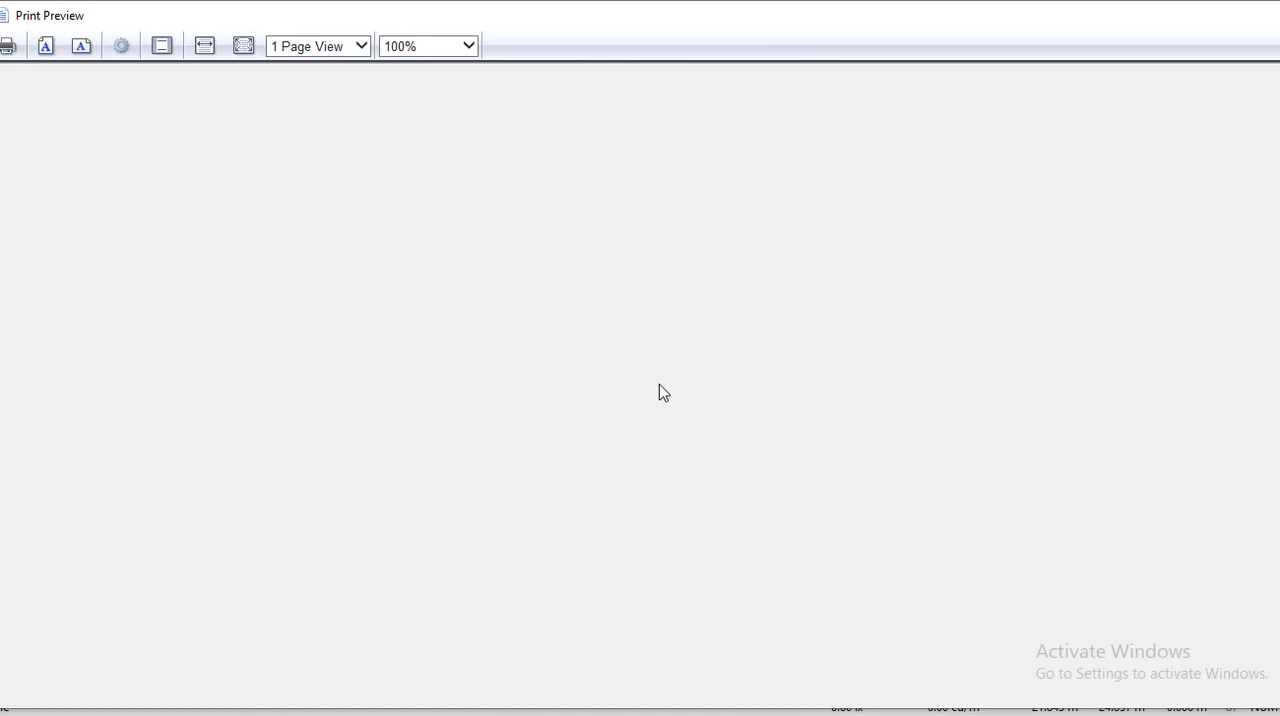 Print Preview
A A 1 Page View 100%
Activate Windows
Go to Settings to activate Windows.